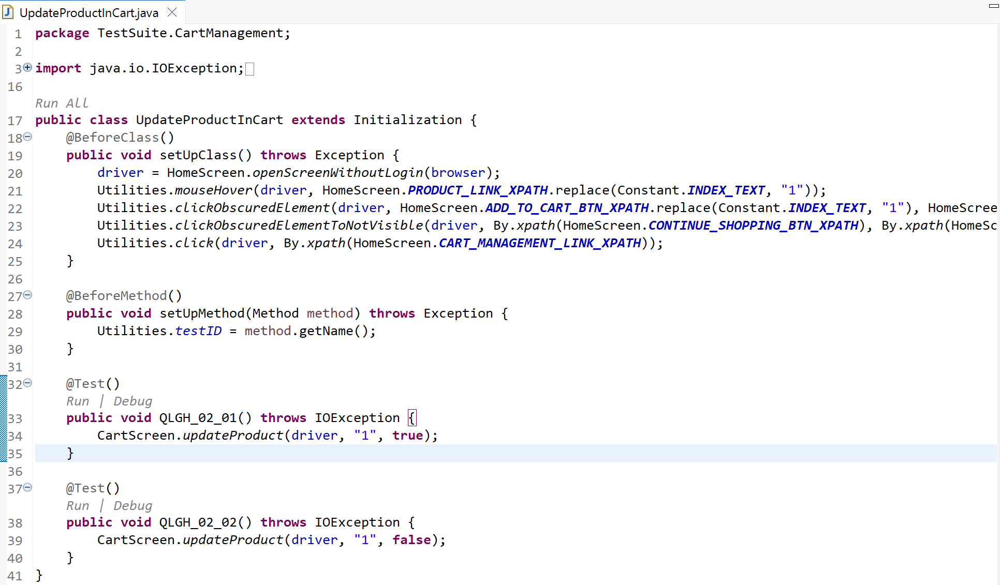 UpdateProductInCart.java
1 package TestSuite.CartManagement;
2
3 import java.io.IOException;
16
Run All
17 public class UpdateProductInCart extends Initialization {
18 @BeforeClass()
19 public void setUpClass() throws Exception {
20 driver = HomeScreen.openScreenWithoutLogin(browser);
21 Utilities.mouseHover(driver, HomeScreen.PRODUCT_LINK_XPATH.replace(Constant.INDEX_TEXT, "1"));
22 Utilities.clickObscuredElement(driver, HomeScreen.ADD_TO_CART_BTN_XPATH.replace(Constant.INDEX_TEXT, "1"), HomeScree
23 Utilities.clickObscuredElementToNotVisible(driver, By.xpath(HomeScreen.CONTINUE_SHOPPING_BTN_XPATH), By.xpath(HomeSc
24 Utilities.click(driver, By.xpath(HomeScreen.CART_MANAGEMENT_LINK_XPATH));
25 }
26
27 @BeforeMethod()
28 public void setUpMethod(Method method) throws Exception {
29 Utilities.testID = method.getName();
30 }
31
32 @Test()
Run | Debug
33 public void QLGH_02_01() throws IOException {
34 CartScreen.updateProduct(driver, "1", true);
35 }
36
37 @Test()
Run | Debug
38 public void QLGH_02_02() throws IOException {
39 CartScreen.updateProduct(driver, "1", false);
40 }
41 }